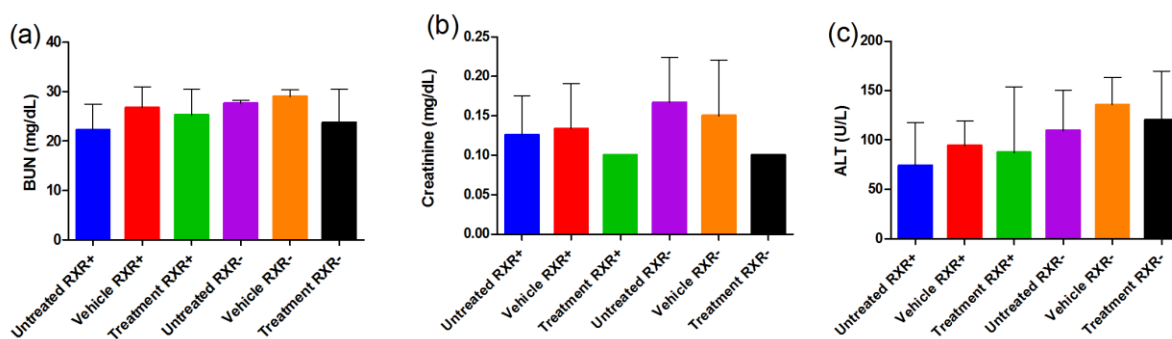 (a)
BUN (mg/dL)
40
30
20
10
0
Untreated RXR+
Vehicle RXR+
Treatment RXR+
Untreated RXR-
Vehicle RXR-
Treatment RXR-
(b)
Creatinine (mg/dL)
0.25
0.20
0.15
0.10
0.05
0.00
Untreated RXR+
Vehicle RXR+
Treatment RXR+
Untreated RXR-
Vehicle RXR-
Treatment RXR-
(c)
ALT (U/L)
200
150
100
50
0
Untreated RXR+
Vehicle RXR+
Treatment RXR+
Untreated RXR-
Vehicle RXR-
Treatment RXR-